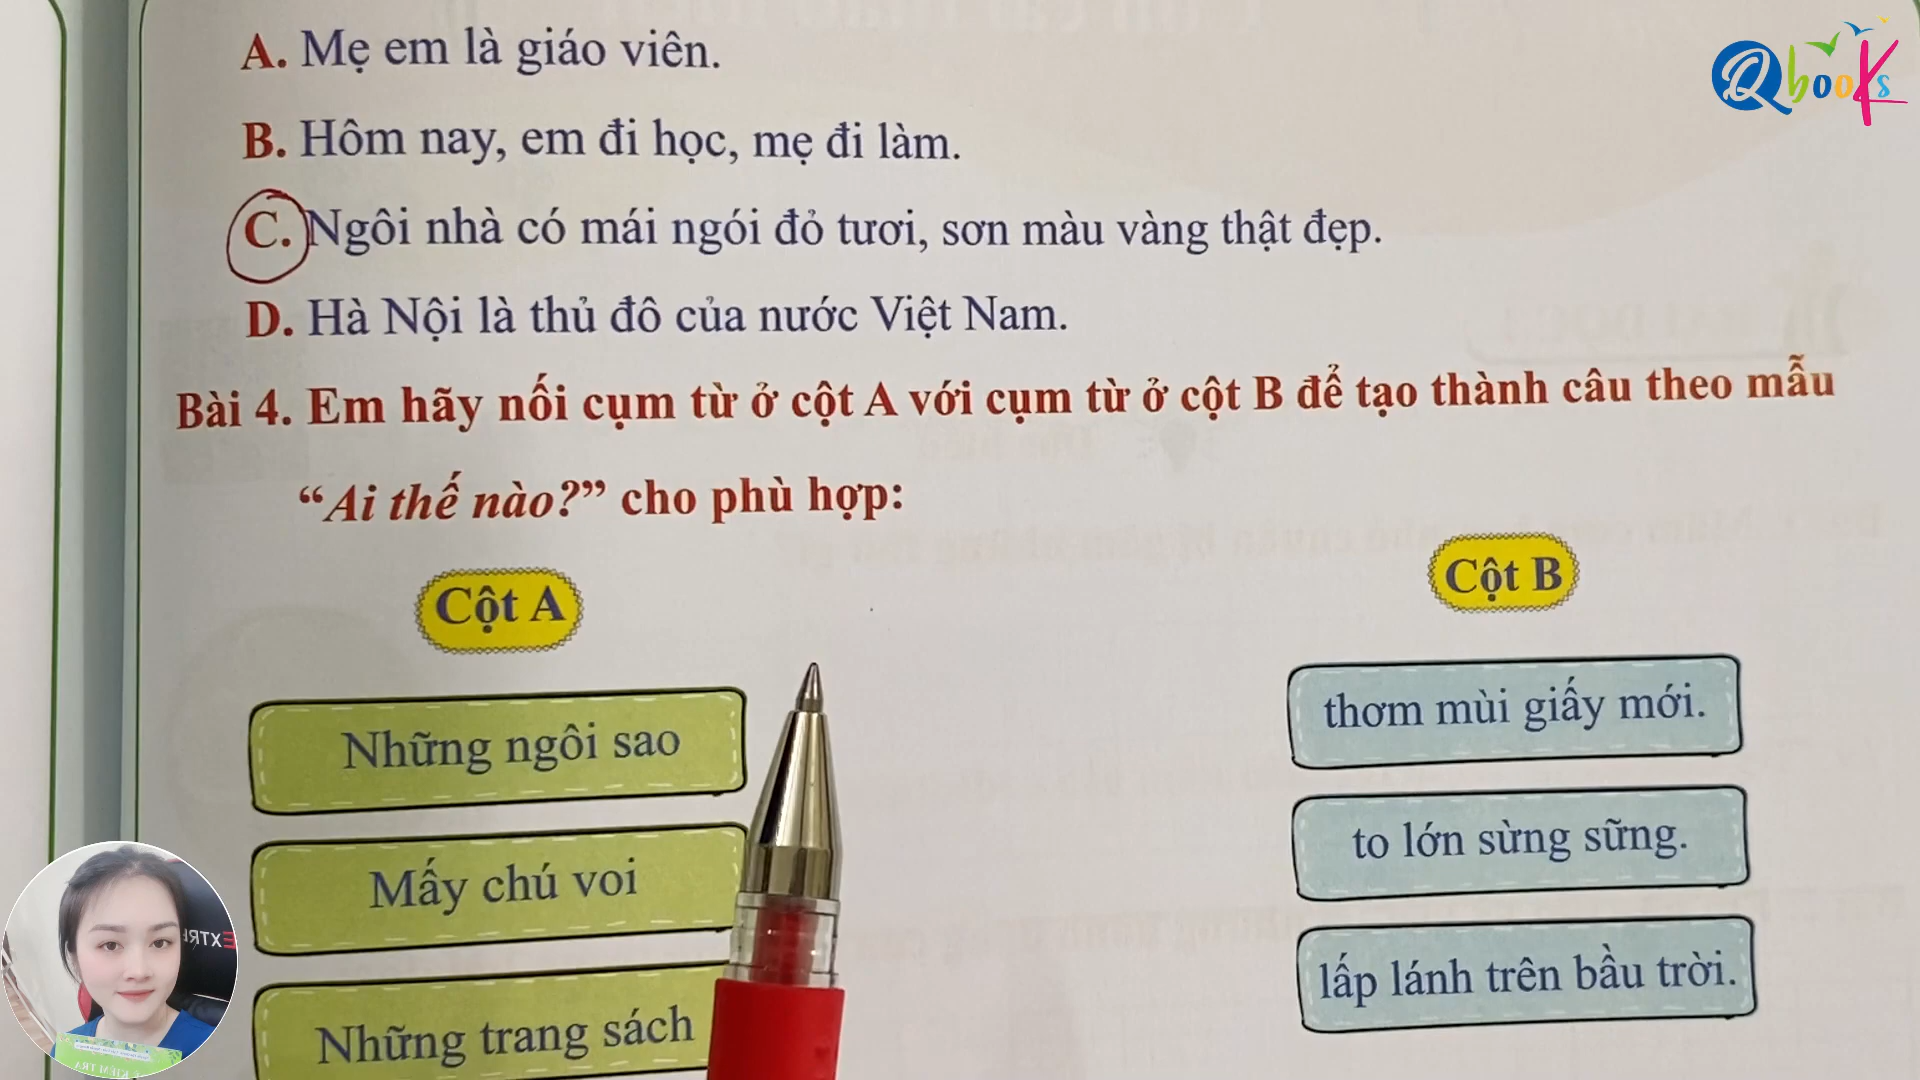 Qbooks
A. Mẹ em là giáo viên.
B. Hôm nay, em đi học, mẹ đi làm.
C. Ngôi nhà có mái ngói đỏ tươi, sơn màu vàng thật đẹp.
D. Hà Nội là thủ đô của nước Việt Nam.
Bài 4. Em hãy nối cụm từ ở cột A với cụm từ ở cột B để tạo thành câu theo mẫu
“Ai thế nào?” cho phù hợp:
Cột A
Cột B
Những ngôi sao
thơm mùi giấy mới.
Mấy chú voi
to lớn sừng sững.
Những trang sách
lấp lánh trên bầu trời.